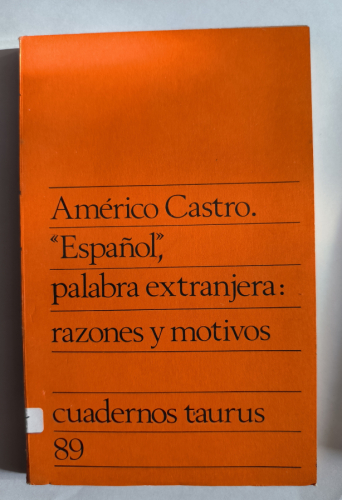 Américo Castro.
“Español”,
palabra extranjera:
razones y motivos
cuadernos taurus
89